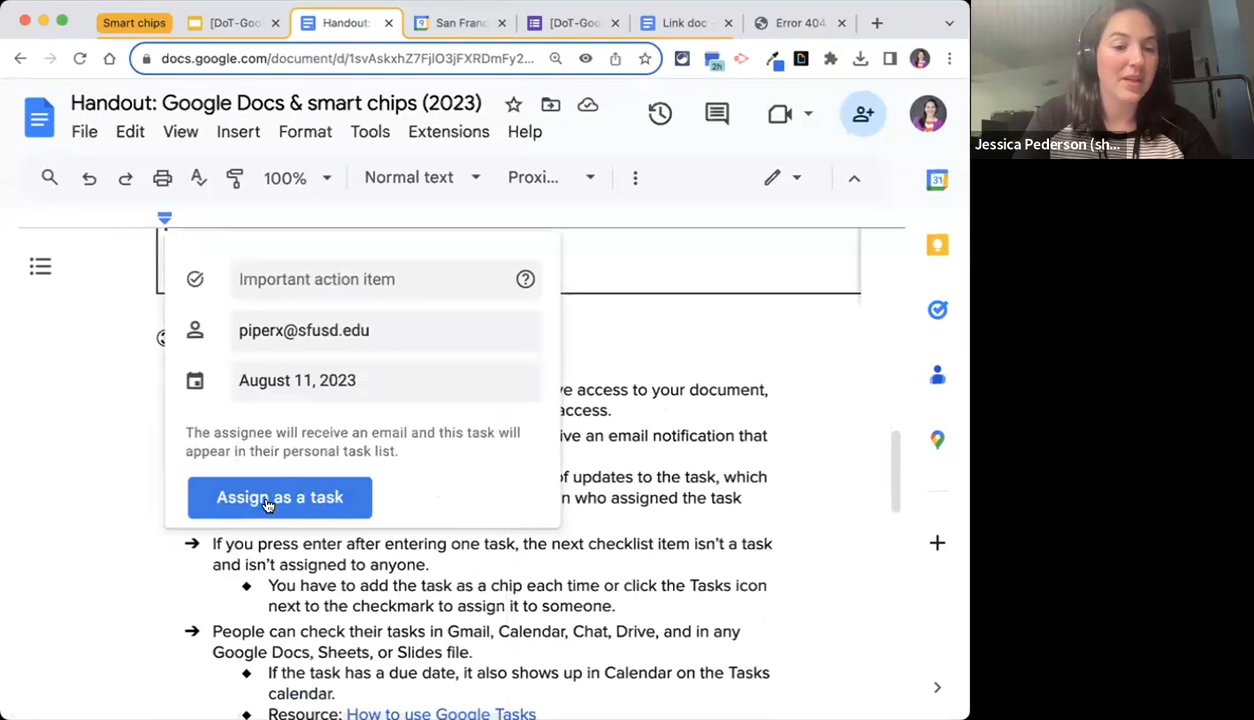 Smart chips
[DoT-Goo
Handout:
San Franc
[DoT-Goo
Link doc -
Error 404
docs.google.com/document/d/1svAskxhZ7FjlO3jFXRDmFy2...
2h
Handout: Google Docs & smart chips (2023)
File Edit View Insert Format Tools Extensions Help
Jessica Pederson (sh...
100% Normal text Proxi...
31
Important action item
piperx@sfusd.edu
August 11, 2023
ve access to your document,
access.
The assignee will receive an email and this task will
ive an email notification that
appear in their personal task list.
of updates to the task, which
Assign as a task
n who assigned the task
➔ If you press enter after entering one task, the next checklist item isn't a task
and isn't assigned to anyone.
◆ You have to add the task as a chip each time or click the Tasks icon
next to the checkmark to assign it to someone.
➔ People can check their tasks in Gmail, Calendar, Chat, Drive, and in any
Google Docs, Sheets, or Slides file.
◆ If the task has a due date, it also shows up in Calendar on the Tasks
calendar.
◆ Resource: How to use Google Tasks